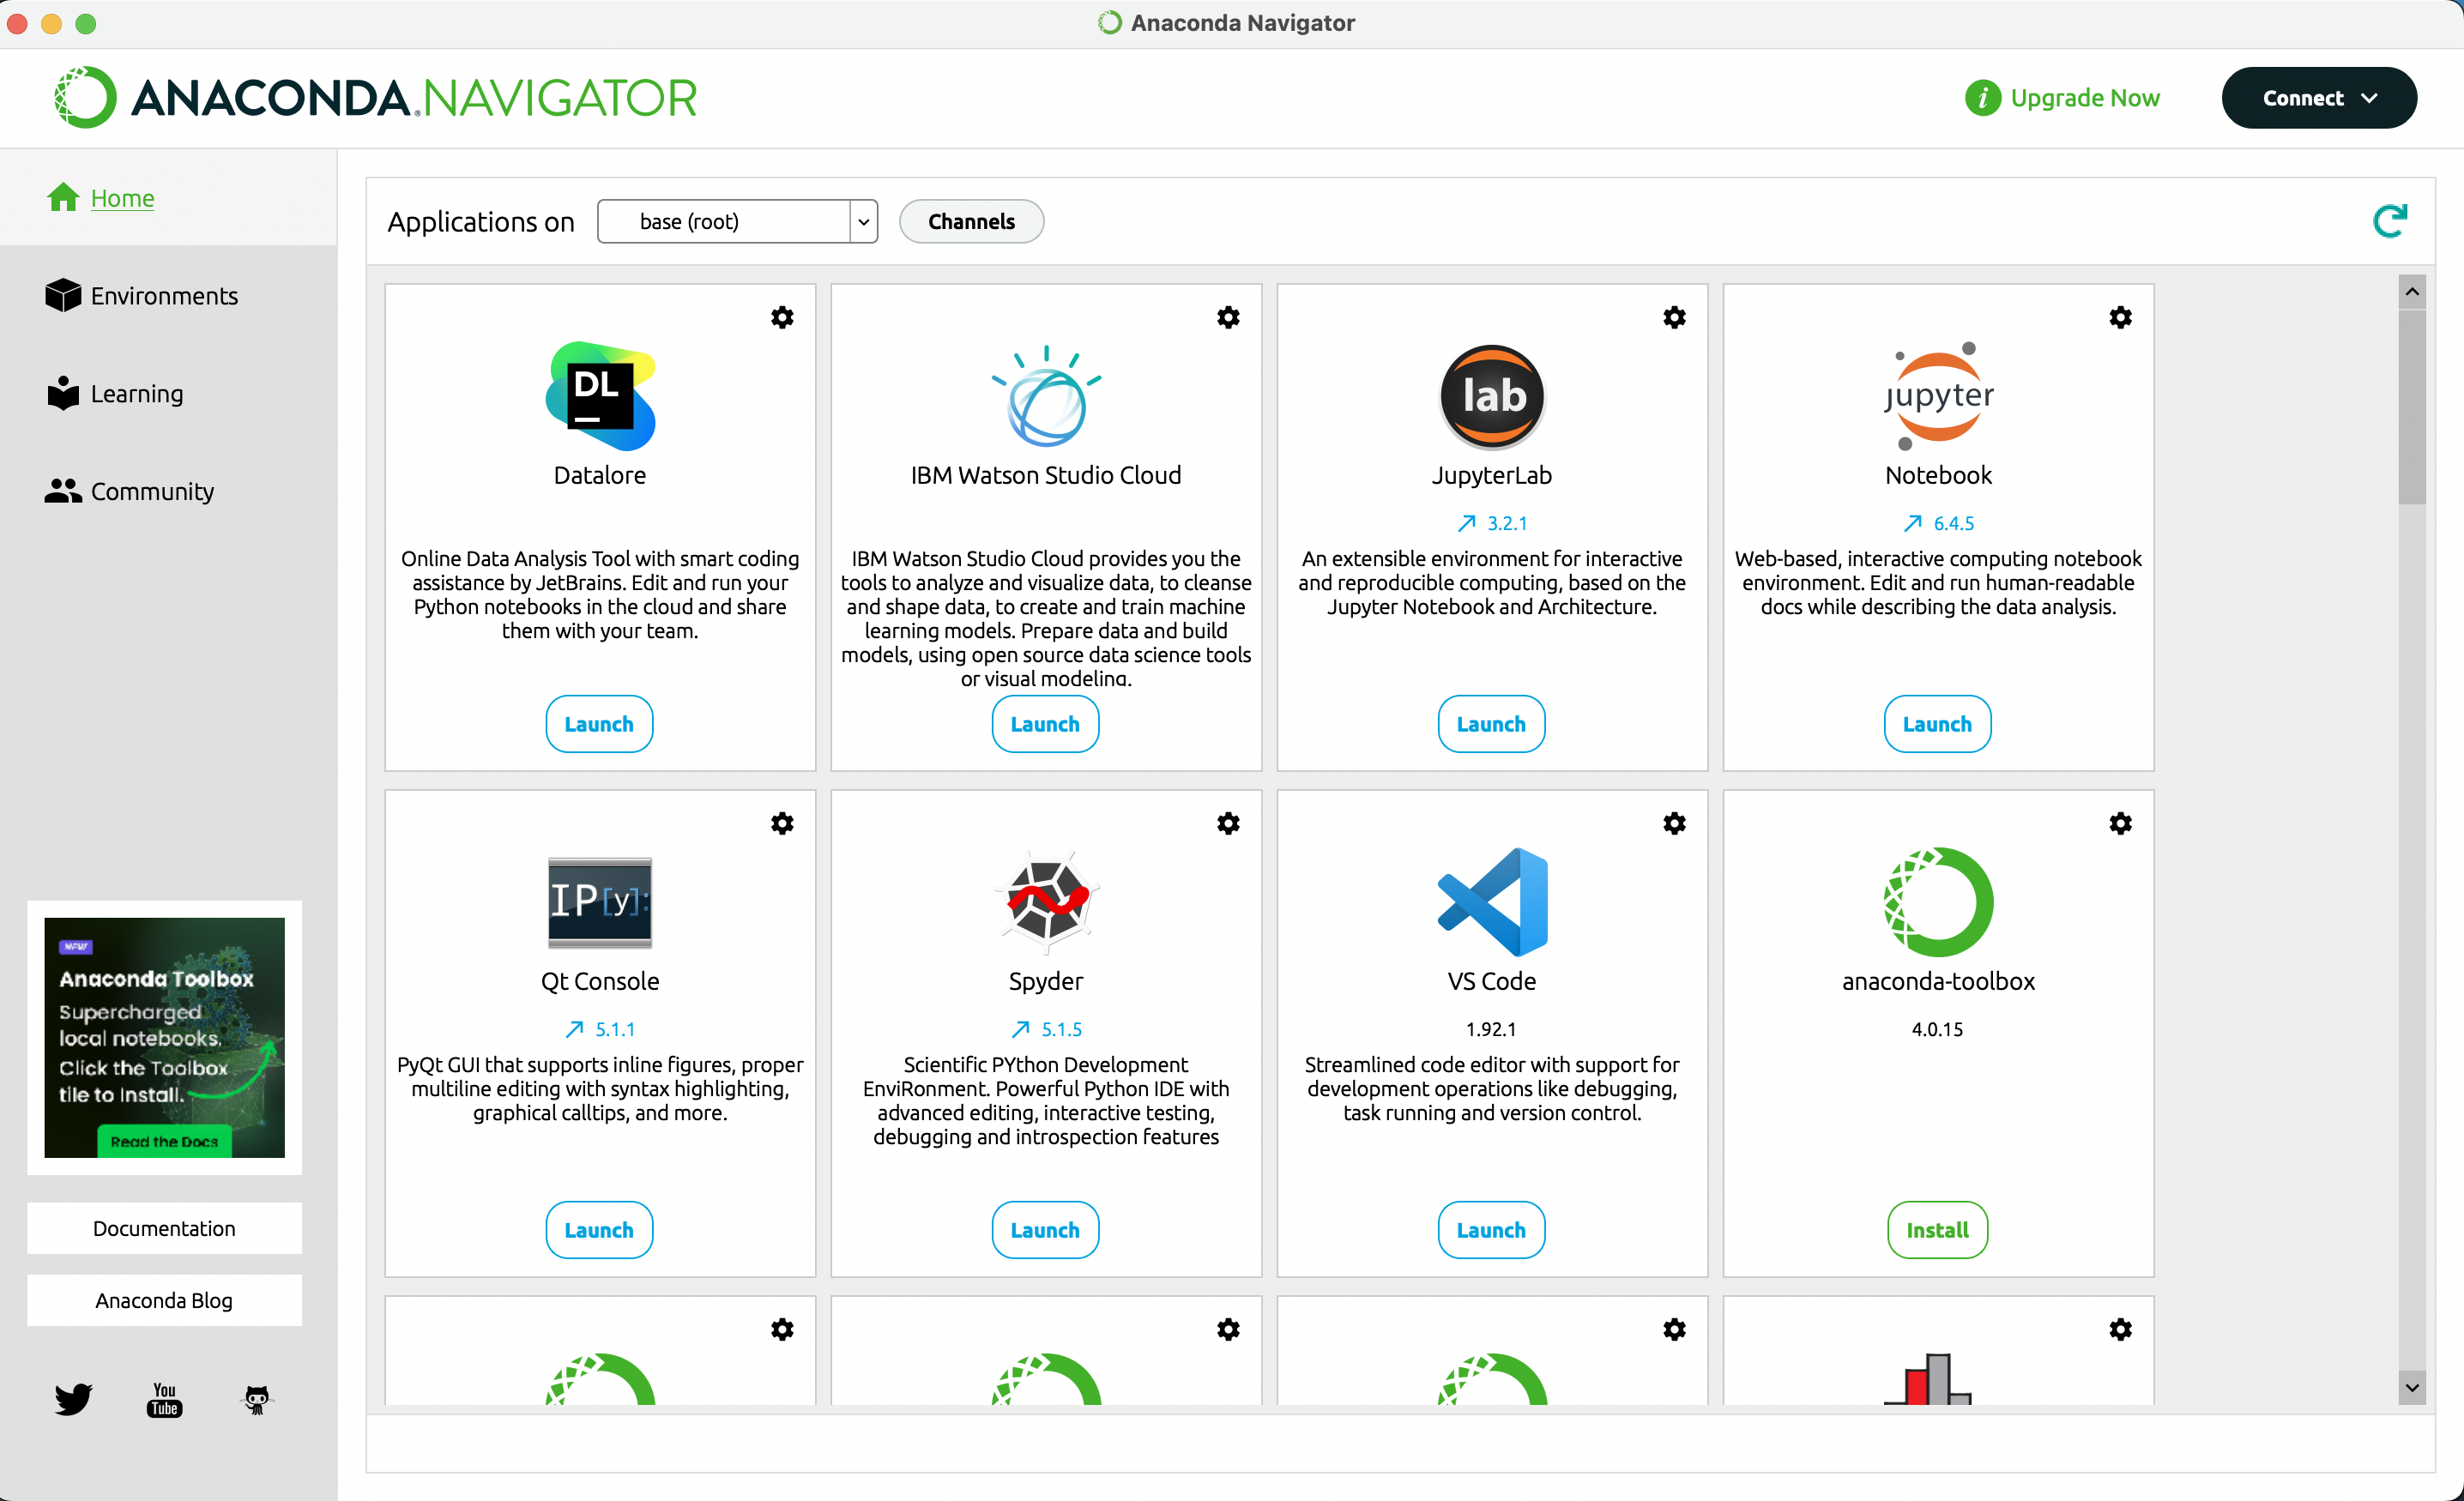 Anaconda Navigator
ANACONDA.NAVIGATOR
Upgrade Now
Connect
Home
Environments
Learning
Community
NEW
Anaconda Toolbox
Supercharged
local notebooks.
Click the Toolbox
tile to Install.
Read the Docs
Documentation
Anaconda Blog
You
Tube
Applications on
base (root)
Channels
DL
Datalore
Online Data Analysis Tool with smart coding
assistance by JetBrains. Edit and run your
Python notebooks in the cloud and share
them with your team.
Launch
IBM Watson Studio Cloud
IBM Watson Studio Cloud provides you the
tools to analyze and visualize data, to cleanse
and shape data, to create and train machine
learning models. Prepare data and build
models, using open source data science tools
or visual modeling.
Launch
lab
JupyterLab
3.2.1
An extensible environment for interactive
and reproducible computing, based on the
Jupyter Notebook and Architecture.
Launch
jupyter
Notebook
6.4.5
Web-based, interactive computing notebook
environment. Edit and run human-readable
docs while describing the data analysis.
Launch
IP[y]:
Qt Console
5.1.1
PyQt GUI that supports inline figures, proper
multiline editing with syntax highlighting,
graphical calltips, and more.
Launch
Spyder
5.1.5
Scientific PYthon Development
EnviRonment. Powerful Python IDE with
advanced editing, interactive testing,
debugging and introspection features
Launch
VS Code
1.92.1
Streamlined code editor with support for
development operations like debugging,
task running and version control.
Launch
anaconda-toolbox
4.0.15
Install